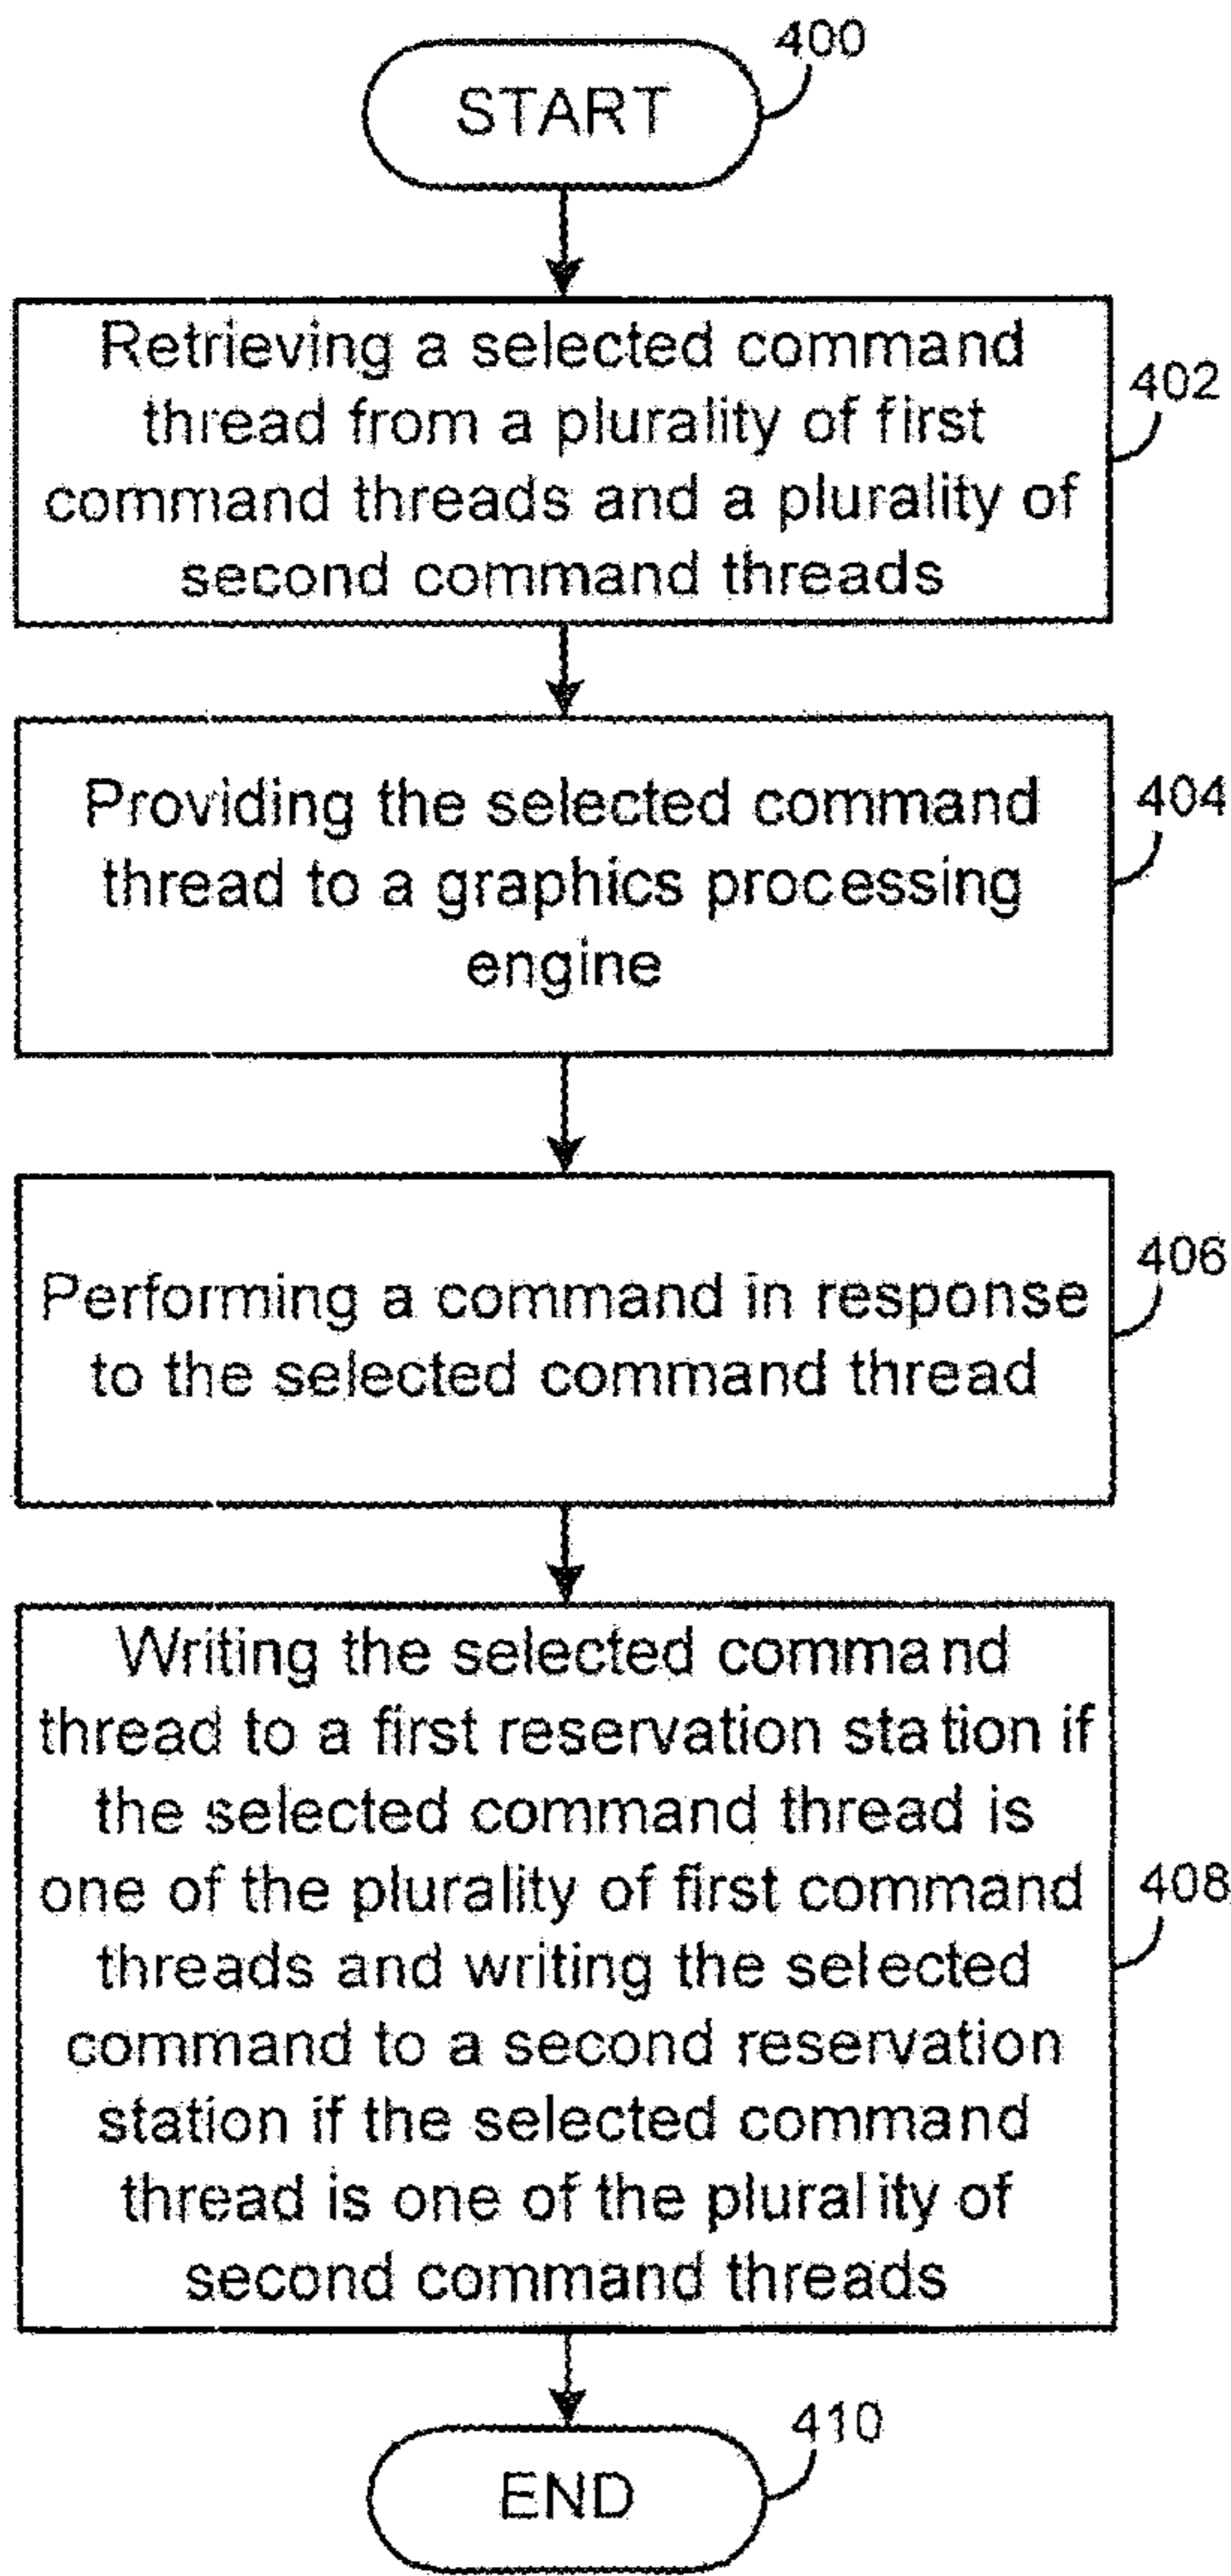 400
START
Retrieving a selected command
thread from a plurality of first
command threads and a plurality of
second command threads
402
Providing the selected command
thread to a graphics processing
engine
404
Performing a command in response
to the selected command thread
406
Writing the selected command
thread to a first reservation station if
the selected command thread is
one of the plurality of first command
threads and writing the selected
command to a second reservation
station if the selected command
thread is one of the plurality of
second command threads
408
410
END